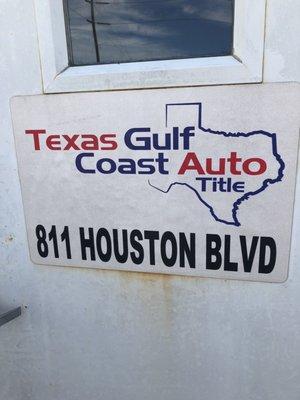 Texas Gulf
Coast Auto
Title
811 HOUSTON BLVD